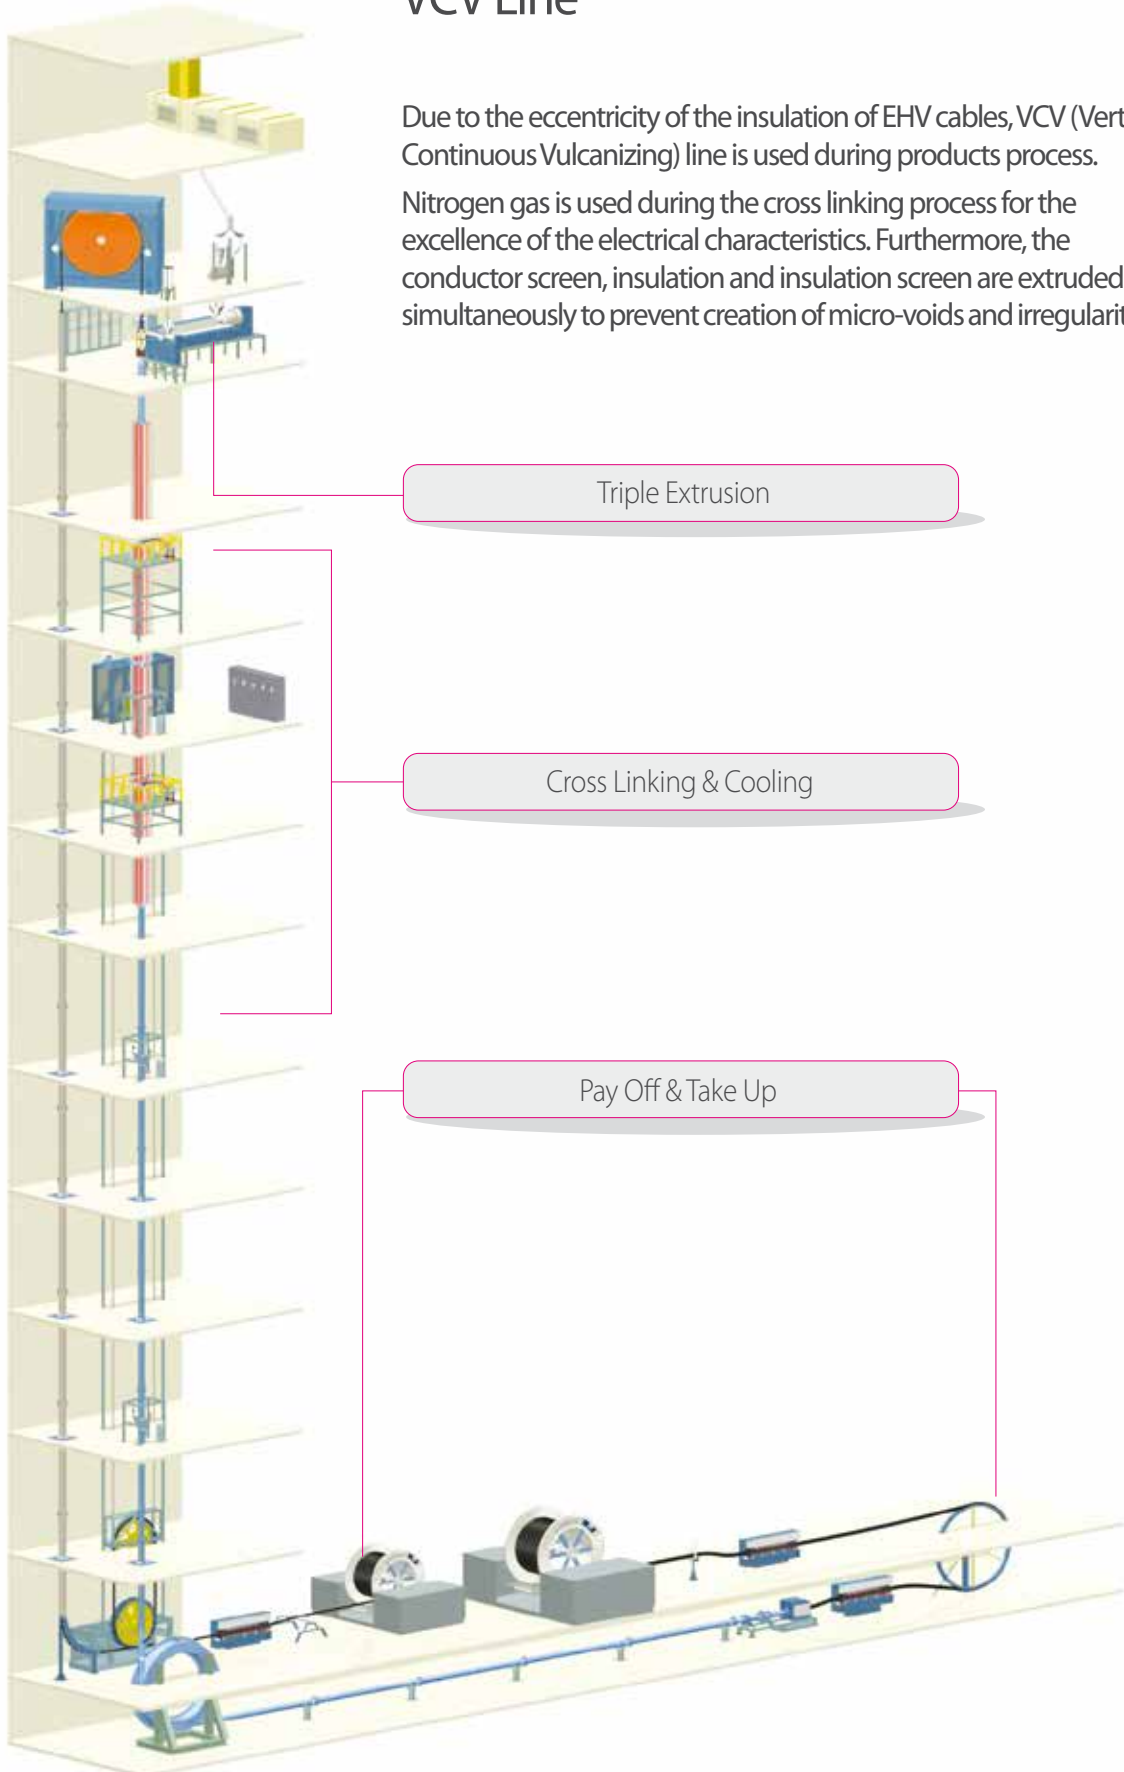 VCV Line
Due to the eccentricity of the insulation of EHV cables, VCV (Vert
Continuous Vulcanizing) line is used during products process.
Nitrogen gas is used during the cross linking process for the
excellence of the electrical characteristics. Furthermore, the
conductor screen, insulation and insulation screen are extruded
simultaneously to prevent creation of micro-voids and irregularit
Triple Extrusion
Cross Linking & Cooling
Pay Off & Take Up